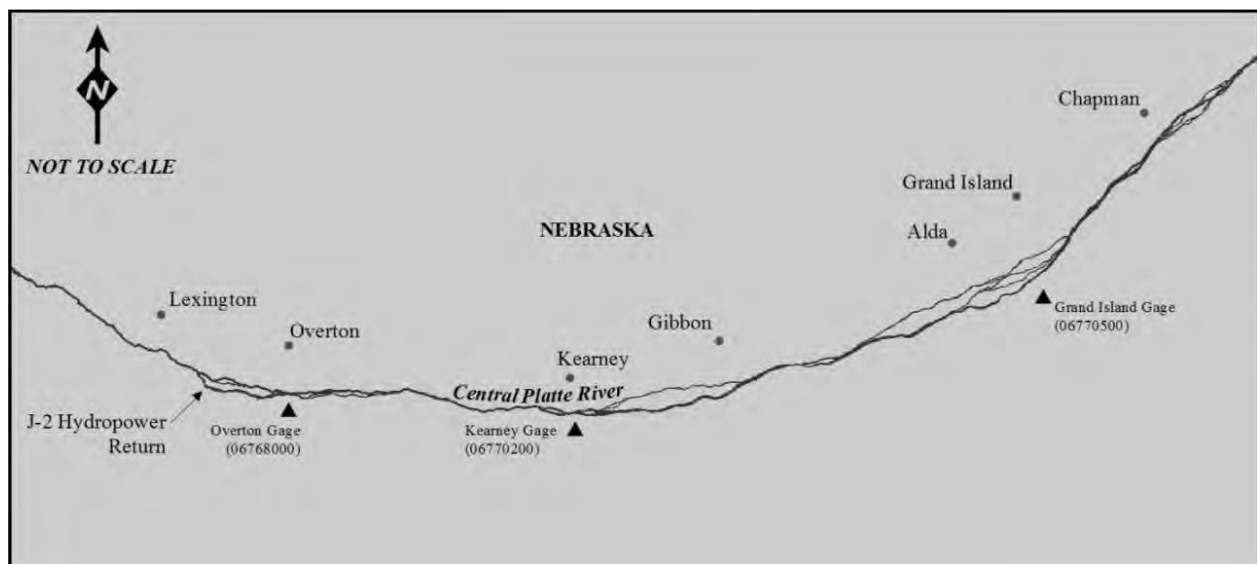 N
NOT TO SCALE
Chapman
Grand Island
NEBRASKA
Alda
Lexington
Overton
Gibbon
Grand Island Gage
(06770500)
Kearney
Central Platte River
J-2 Hydropower
Return
Overton Gage
(06768000)
Kearney Gage
(06770200)